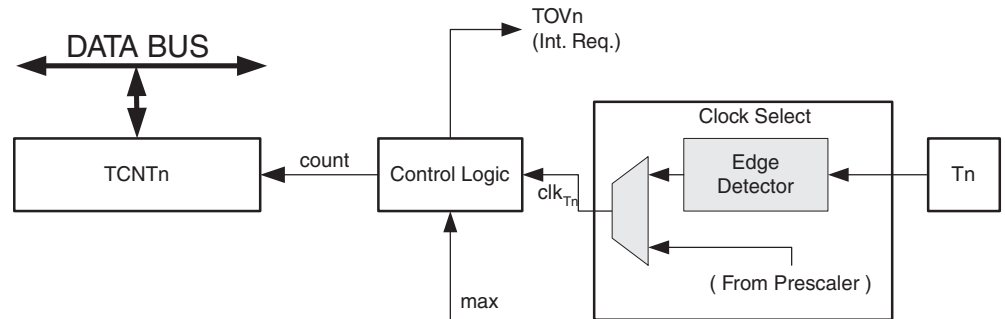 TOVn
(Int. Req.)
DATA BUS
Clock Select
TCNTn
count
Control Logic
clkTn
Edge
Detector
Tn
( From Prescaler )
max